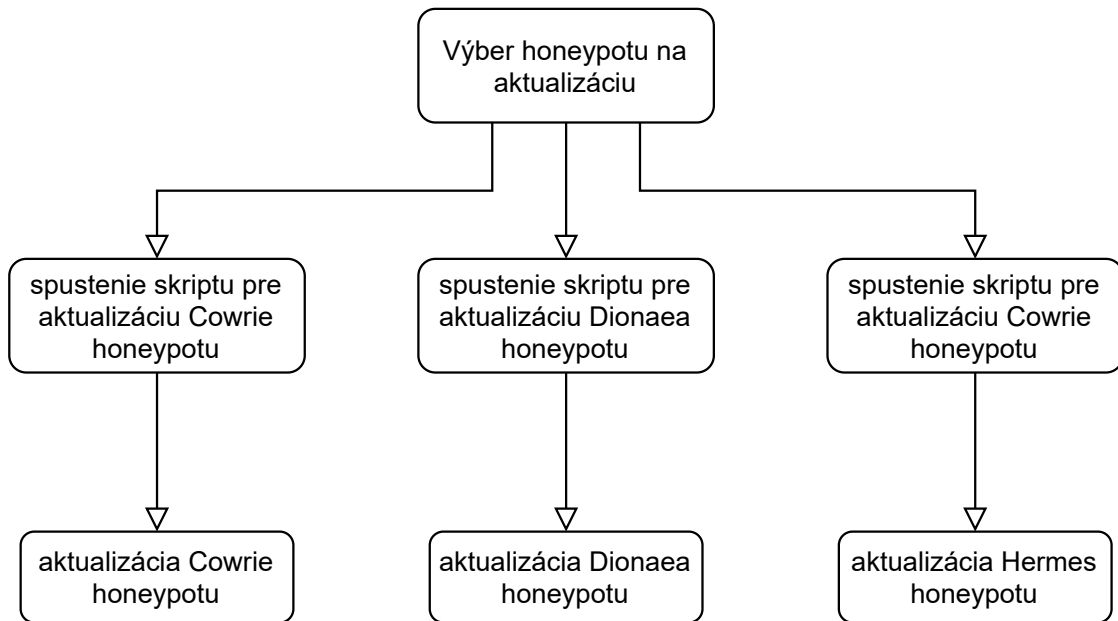 Výber honeypotu na
aktualizáciu
spustenie skriptu pre
aktualizáciu Cowrie
honeypotu
spustenie skriptu pre
aktualizáciu Dionaea
honeypotu
spustenie skriptu pre
aktualizáciu Cowrie
honeypotu
aktualizácia Cowrie
honeypotu
aktualizácia Dionaea
honeypotu
aktualizácia Hermes
honeypotu